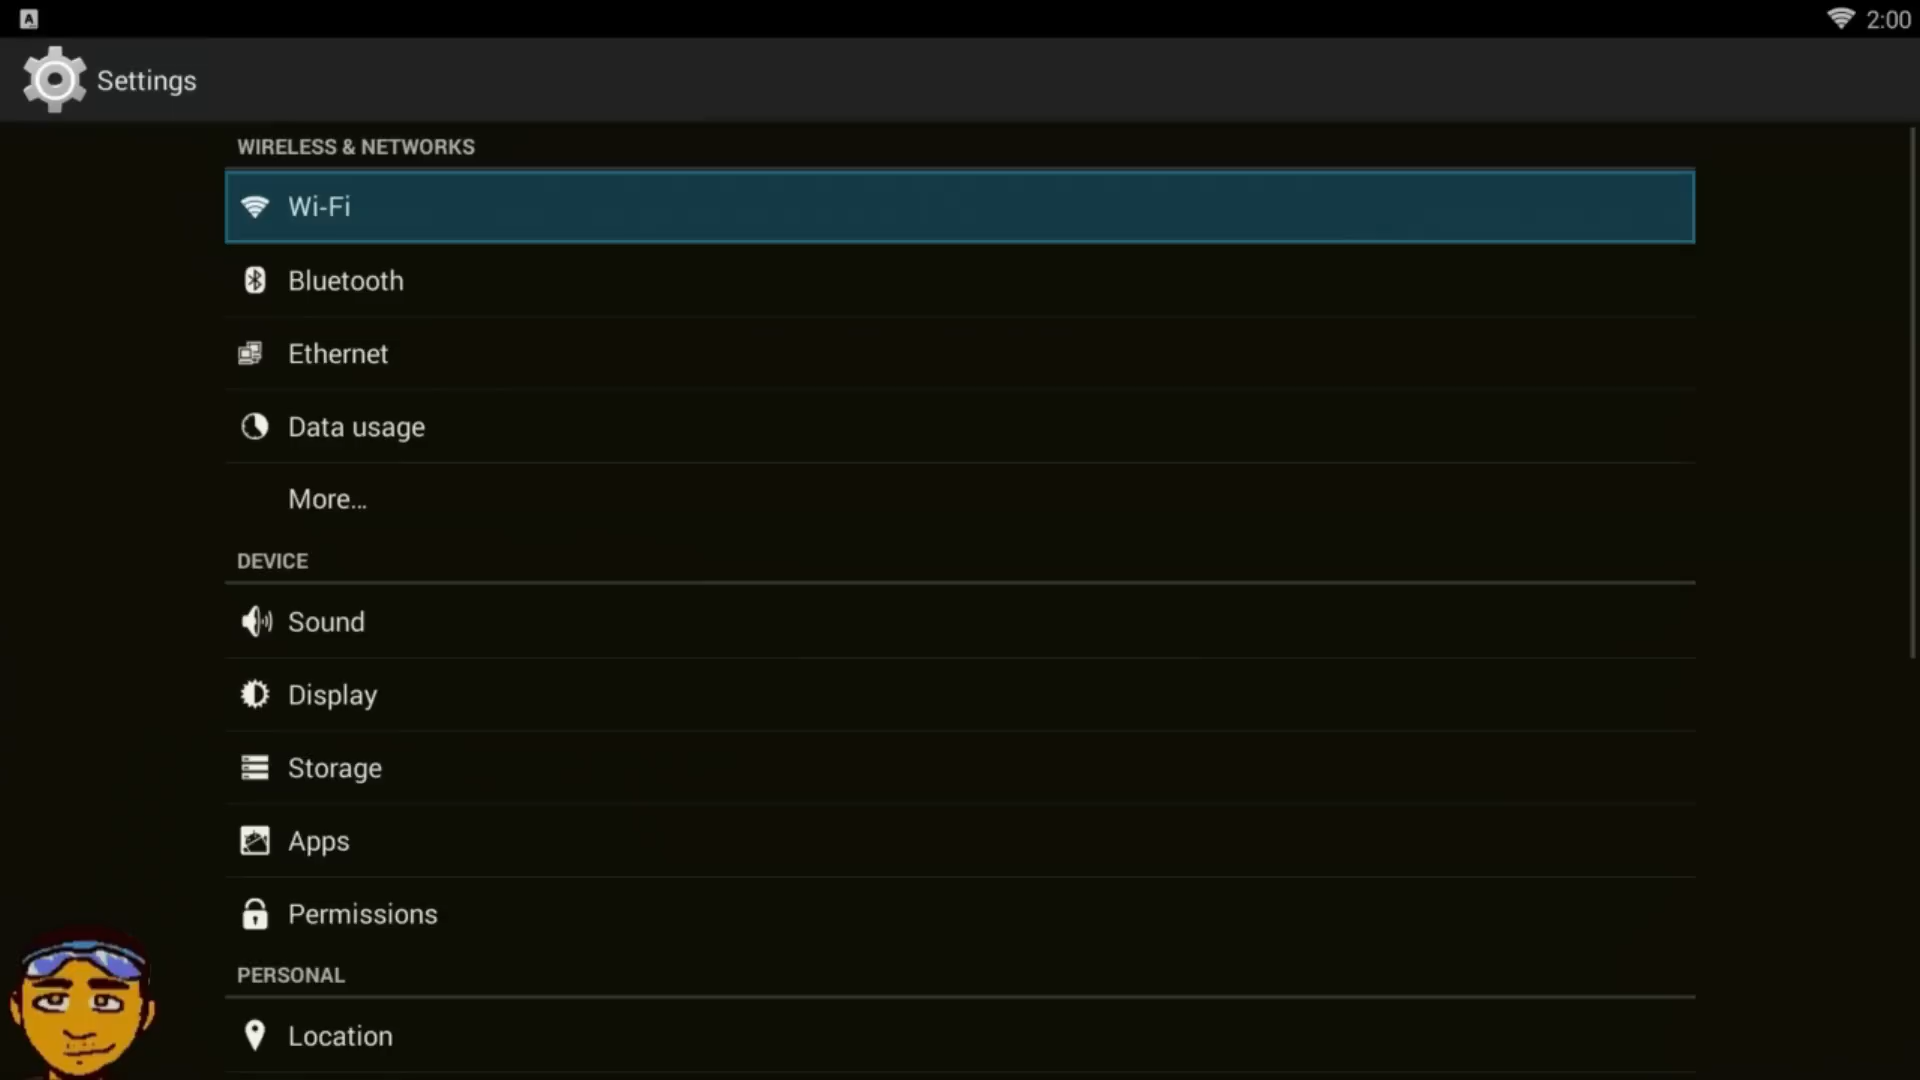 A
2:00
Settings
WIRELESS & NETWORKS
Wi-Fi
Bluetooth
Ethernet
Data usage
More...
DEVICE
Sound
Display
Storage
Apps
Permissions
PERSONAL
Location